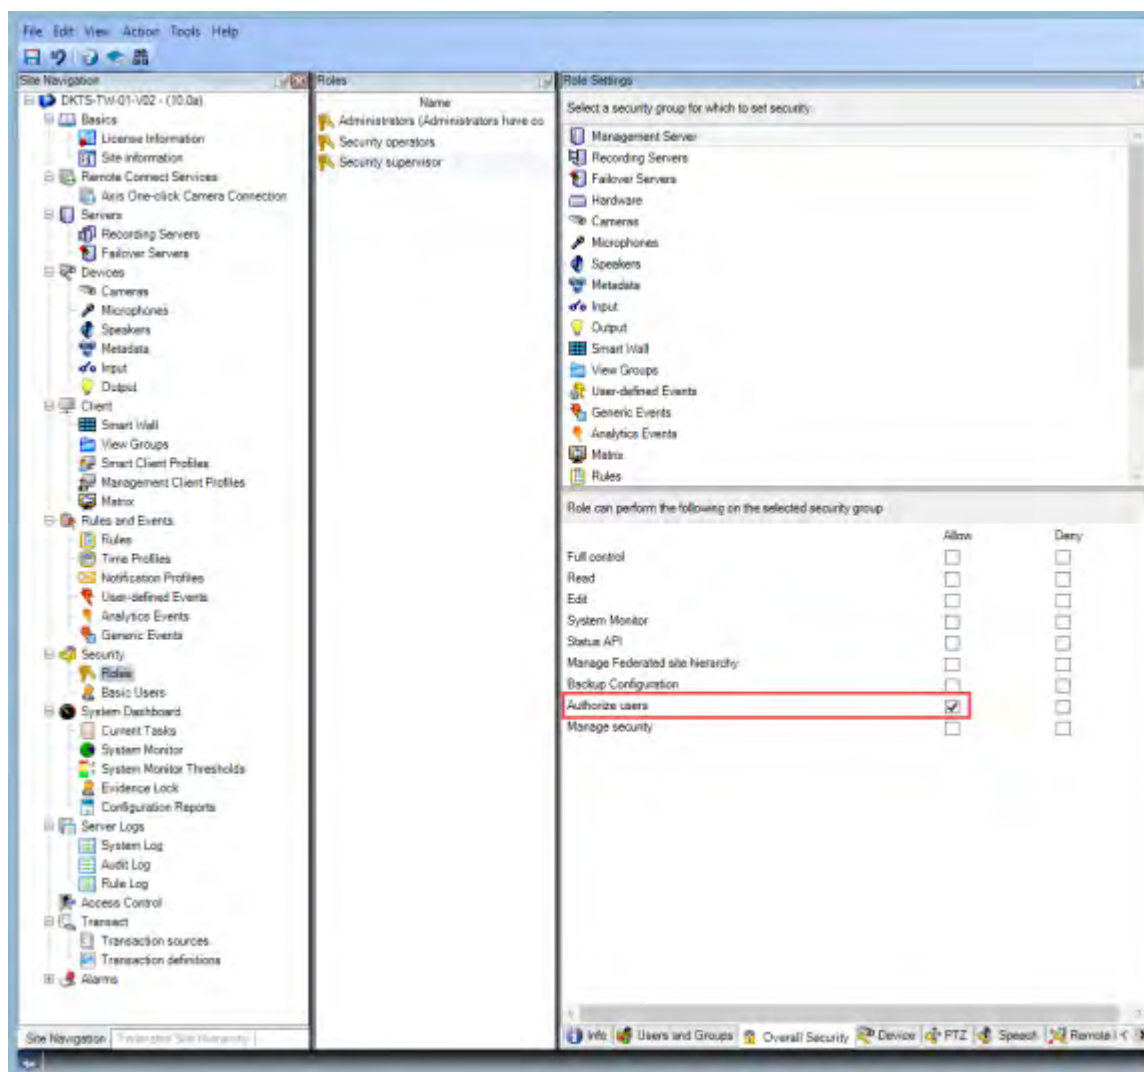 File Edit View Action Tools Help
Site Navigation
DKTS-TW-01-V02 - (10.0a)
Basics
License Information
Site Information
Remote Connect Services
Axis One-click Camera Connection
Servers
Recording Servers
Failover Servers
Devices
Cameras
Microphones
Speakers
Metadata
Input
Output
Client
Smart Wall
View Groups
Smart Client Profiles
Management Client Profiles
Matrix
Rules and Events
Rules
Time Profiles
Notification Profiles
User-defined Events
Analytics Events
Generic Events
Security
Roles
Basic Users
System Dashboard
Current Tasks
System Monitor
System Monitor Thresholds
Evidence Lock
Configuration Reports
Server Logs
System Log
Audit Log
Rule Log
Access Control
Transact
Transaction sources
Transaction definitions
Alarms
Site Navigation Federated Site Hierarchy
Roles
Name
Administrators (Administrators have co
Security operators
Security supervisor
Role Settings
Select a security group for which to set security
Management Server
Recording Servers
Failover Servers
Hardware
Cameras
Microphones
Speakers
Metadata
Input
Output
Smart Wall
View Groups
User-defined Events
Generic Events
Analytics Events
Matrix
Rules
Role can perform the following on the selected security group
Allow Deny
Full control
Read
Edit
System Monitor
Status API
Manage Federated site hierarchy
Backup Configuration
Authorize users
Manage security
Info Users and Groups Overall Security Device PTZ Speech Remote